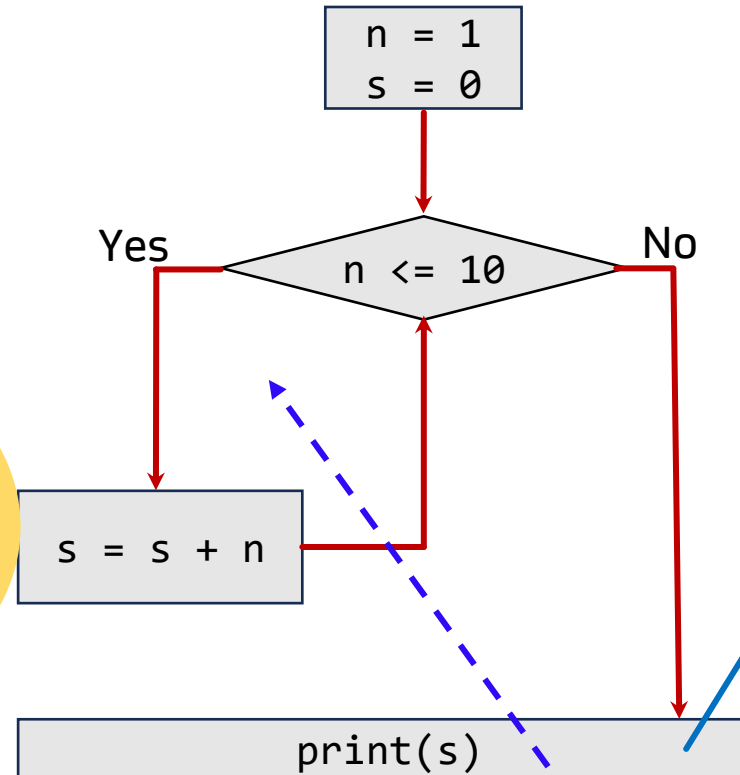 n = 1
s = 0
Yes
No
n <= 10
s = s + n
print(s)